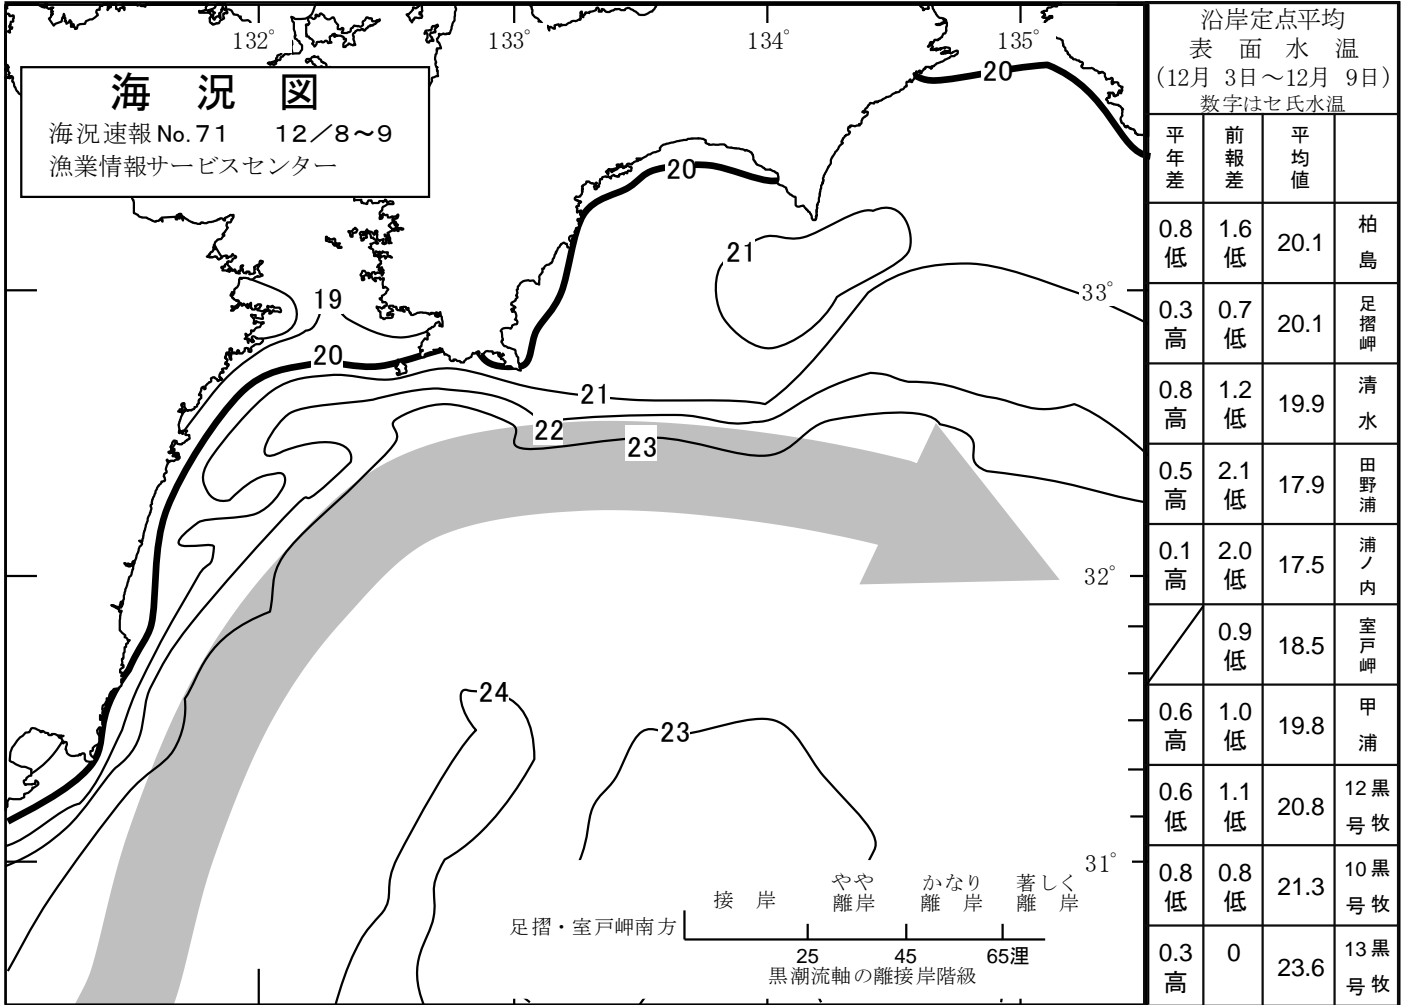 132°
133°
134°
135°
海 況 図
海況速報No.71 12/8～9
漁業情報サービスセンター
20
20
21
19
20
21
22
23
24
23
33°
32°
31°
接 岸
やや
離岸
かなり
離 岸
著しく
離 岸
足摺・室戸岬南方
25 45 65浬
黒潮流軸の離接岸階級
沿岸定点平均
表 面 水 温
(12月 3日～12月 9日)
数字はセ氏水温
平年差 前報差 平均値
0.8低 1.6低 20.1 柏島
0.3高 0.7低 20.1 足摺岬
0.8高 1.2低 19.9 清水
0.5高 2.1低 17.9 田野浦
0.1高 2.0低 17.5 浦ノ内
0.9低 18.5 室戸岬
0.6高 1.0低 19.8 甲浦
0.6低 1.1低 20.8 黒牧12号
0.8低 0.8低 21.3 黒牧10号
0.3高 0 23.6 黒牧13号